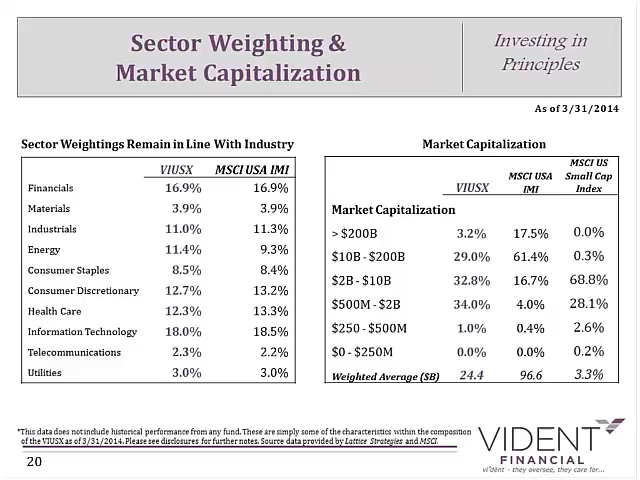 Sector Weighting &
Market Capitalization
Investing in
Principles
As of 3/31/2014
Sector Weightings Remain in Line With Industry
VIUSX MSCI USA IMI
Financials 16.9% 16.9%
Materials 3.9% 3.9%
Industrials 11.0% 11.3%
Energy 11.4% 9.3%
Consumer Staples 8.5% 8.4%
Consumer Discretionary 12.7% 13.2%
Health Care 12.3% 13.3%
Information Technology 18.0% 18.5%
Telecommunications 2.3% 2.2%
Utilities 3.0% 3.0%
Market Capitalization
VIUSX MSCI USA IMI MSCI US Small Cap Index
Market Capitalization
> $200B 3.2% 17.5% 0.0%
$10B - $200B 29.0% 61.4% 0.3%
$2B - $10B 32.8% 16.7% 68.8%
$500M - $2B 34.0% 4.0% 28.1%
$250 - $500M 1.0% 0.4% 2.6%
$0 - $250M 0.0% 0.0% 0.2%
Weighted Average ($B) 24.4 96.6 3.3%
*This data does not include historical performance from any fund. These are simply some of the characteristics within the composition
of the VIUSX as of 3/31/2014. Please see disclosures for further notes. Source data provided by Lattice Strategies and MSCI.
20
VIDENT
FINANCIAL
vi'dént - they oversee, they care for...